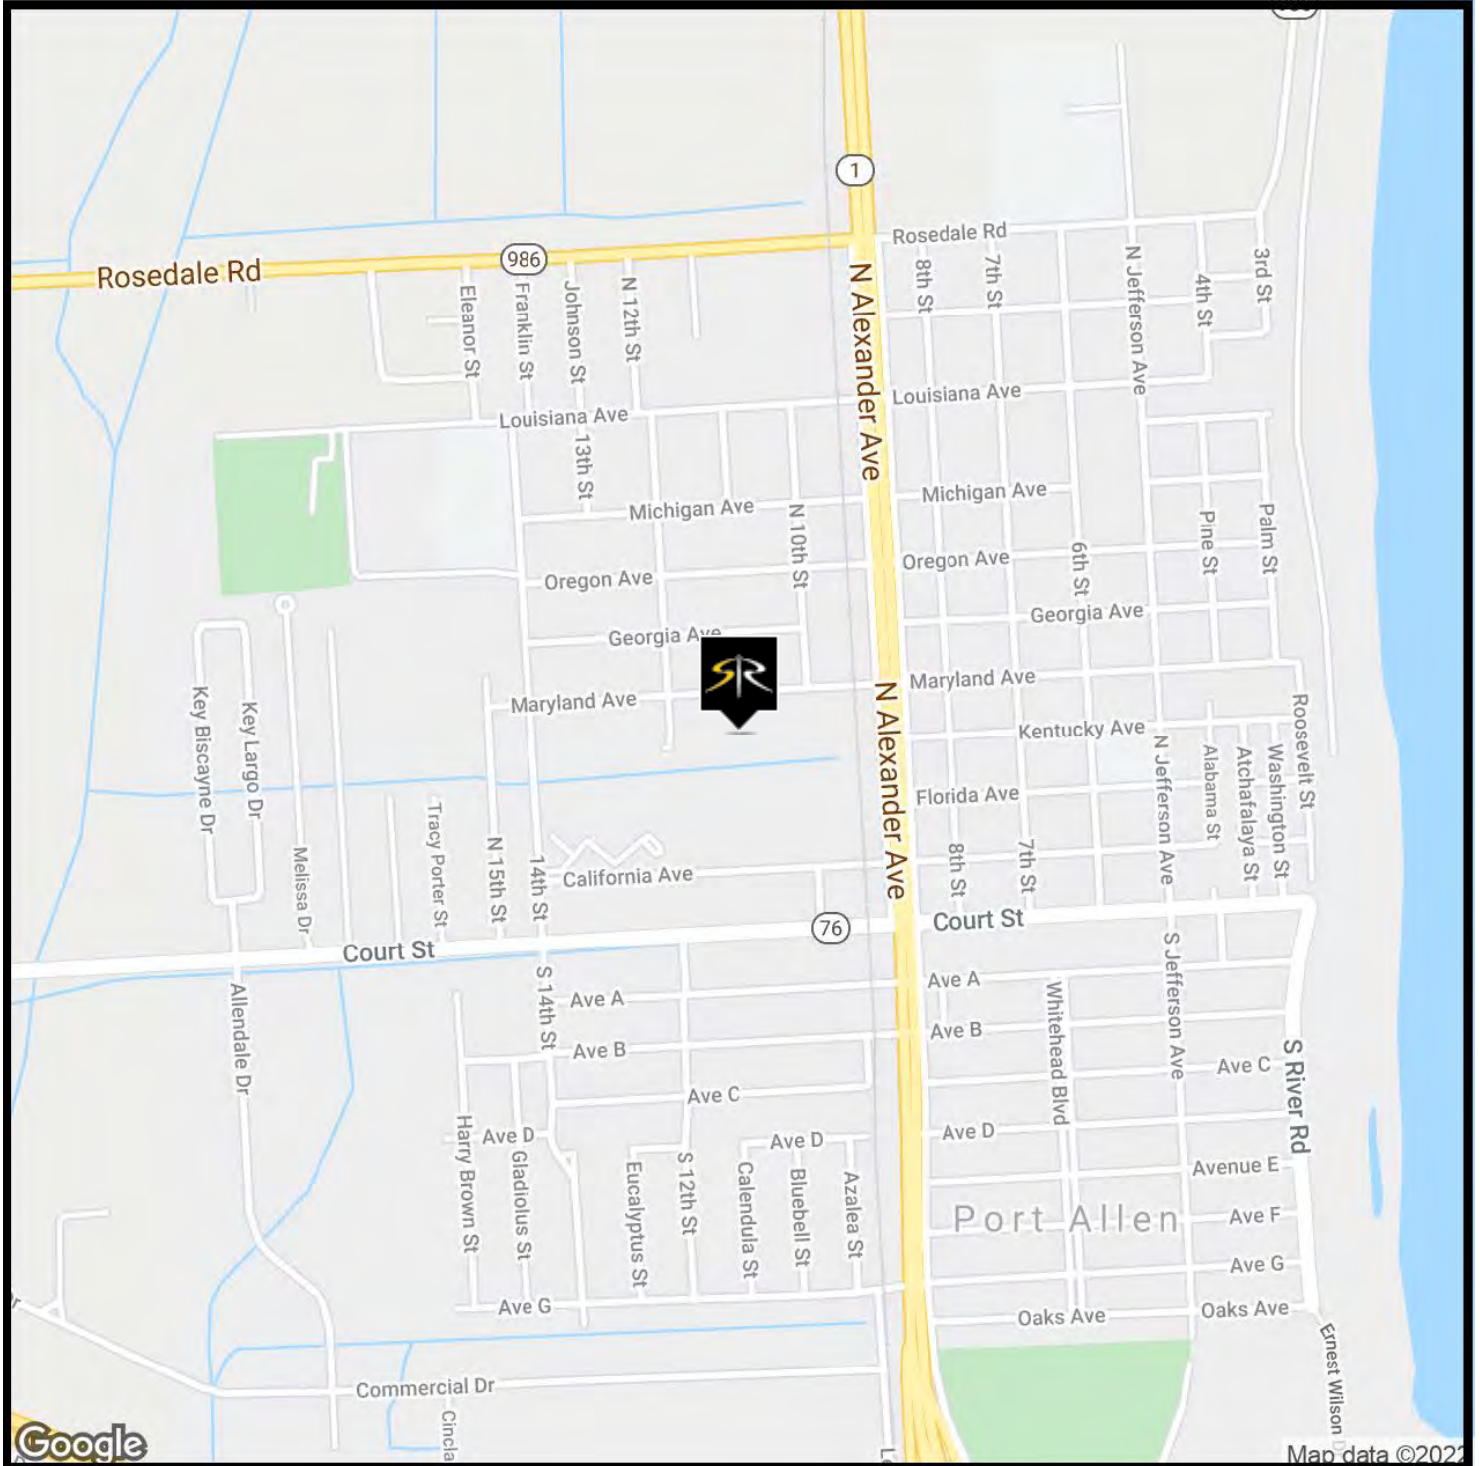 1
Rosedale Rd
986
Rosedale Rd
N Alexander Ave
8th St
7th St
N Jefferson Ave
4th St
3rd St
Eleanor St
Franklin St
Johnson St
N 12th St
Louisiana Ave
Louisiana Ave
13th St
Michigan Ave
Michigan Ave
N 10th St
Oregon Ave
Oregon Ave
6th St
Pine St
Palm St
Georgia Ave
Georgia Ave
SR
Maryland Ave
Maryland Ave
N Alexander Ave
Kentucky Ave
Key Biscayne Dr
Key Largo Dr
Melissa Dr
Tracy Porter St
N 15th St
14th St
California Ave
Florida Ave
8th St
7th St
N Jefferson Ave
Alabama St
Atchafalaya St
Washington St
Roosevelt St
Court St
76
Court St
Allendale Dr
S 14th St
Ave A
Ave A
Ave B
Ave B
Whitehead Blvd
S Jefferson Ave
S River Rd
Ave C
Ave C
Ave D
Ave D
Ave D
Harry Brown St
Gladiolus St
Eucalyptus St
S 12th St
Calendula St
Bluebell St
Azalea St
Avenue E
Port Allen
Ave F
Ave G
Ave G
Oaks Ave
Oaks Ave
Ernest Wilson
Commercial Dr
Cincla
Google
Map data ©2022